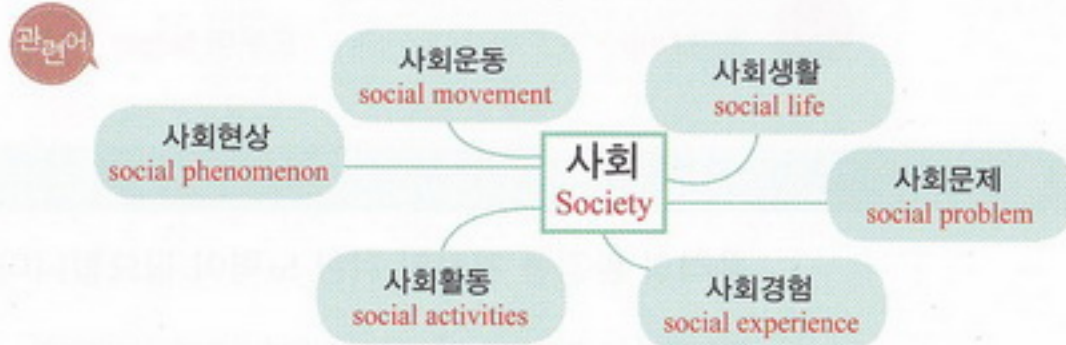 관련어
사회운동
social movement
사회생활
social life
사회현상
social phenomenon
사회
Society
사회문제
social problem
사회활동
social activities
사회경험
social experience